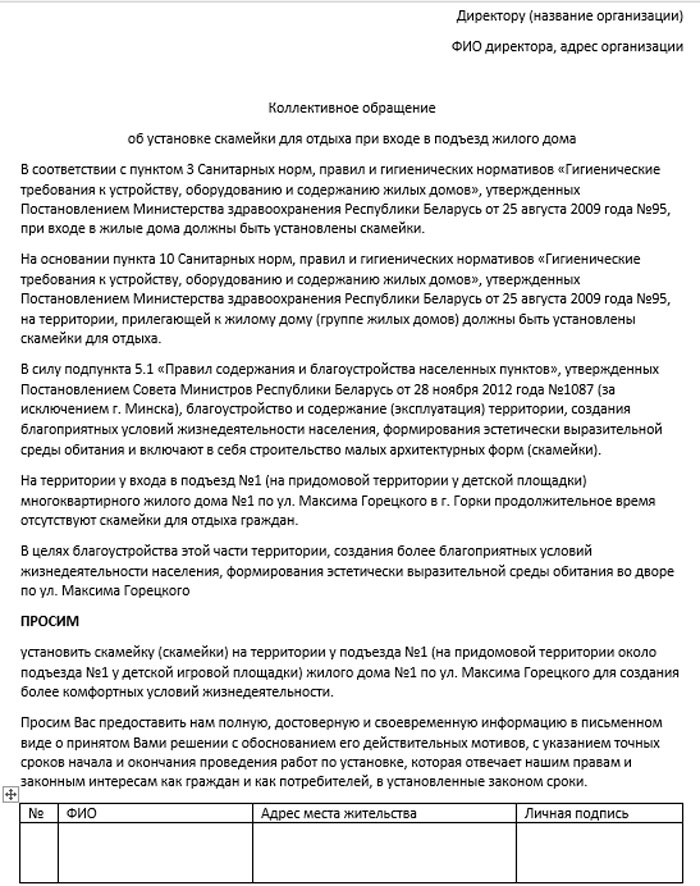 Директору (название организации)
ФИО директора, адрес организации
Коллективное обращение
об установке скамейки для отдыха при входе в подъезд жилого дома
В соответствии с пунктом 3 Санитарных норм, правил и гигиенических нормативов «Гигиенические
требования к устройству, оборудованию и содержанию жилых домов», утвержденных
Постановлением Министерства здравоохранения Республики Беларусь от 25 августа 2009 года №95,
при входе в жилые дома должны быть установлены скамейки.
На основании пункта 10 Санитарных норм, правил и гигиенических нормативов «Гигиенические
требования к устройству, оборудованию и содержанию жилых домов», утвержденных
Постановлением Министерства здравоохранения Республики Беларусь от 25 августа 2009 года №95,
на территории, прилегающей к жилому дому (группе жилых домов) должны быть установлены
скамейки для отдыха.
В силу подпункта 5.1 «Правил содержания и благоустройства населенных пунктов», утвержденных
Постановлением Совета Министров Республики Беларусь от 28 ноября 2012 года №1087 (за
исключением г. Минска), благоустройство и содержание (эксплуатация) территории, создания
благоприятных условий жизнедеятельности населения, формирования эстетически выразительной
среды обитания и включают в себя строительство малых архитектурных форм (скамейки).
На территории у входа в подъезд №1 (на придомовой территории у детской площадки)
многоквартирного жилого дома №1 по ул. Максима Горецкого в г. Горки продолжительное время
отсутствуют скамейки для отдыха граждан.
В целях благоустройства этой части территории, создания более благоприятных условий
жизнедеятельности населения, формирования эстетически выразительной среды обитания во дворе
по ул. Максима Горецкого
ПРОСИМ
установить скамейку (скамейки) на территории у подъезда №1 (на придомовой территории около
подъезда №1 у детской игровой площадки) жилого дома №1 по ул. Максима Горецкого для создания
более комфортных условий жизнедеятельности.
Просим Вас предоставить нам полную, достоверную и своевременную информацию в письменном
виде о принятом Вами решении с обоснованием его действительных мотивов, с указанием точных
сроков начала и окончания проведения работ по установке, которая отвечает нашим правам и
законным интересам как граждан и как потребителей, в установленные законом сроки.
№ ФИО Адрес места жительства Личная подпись